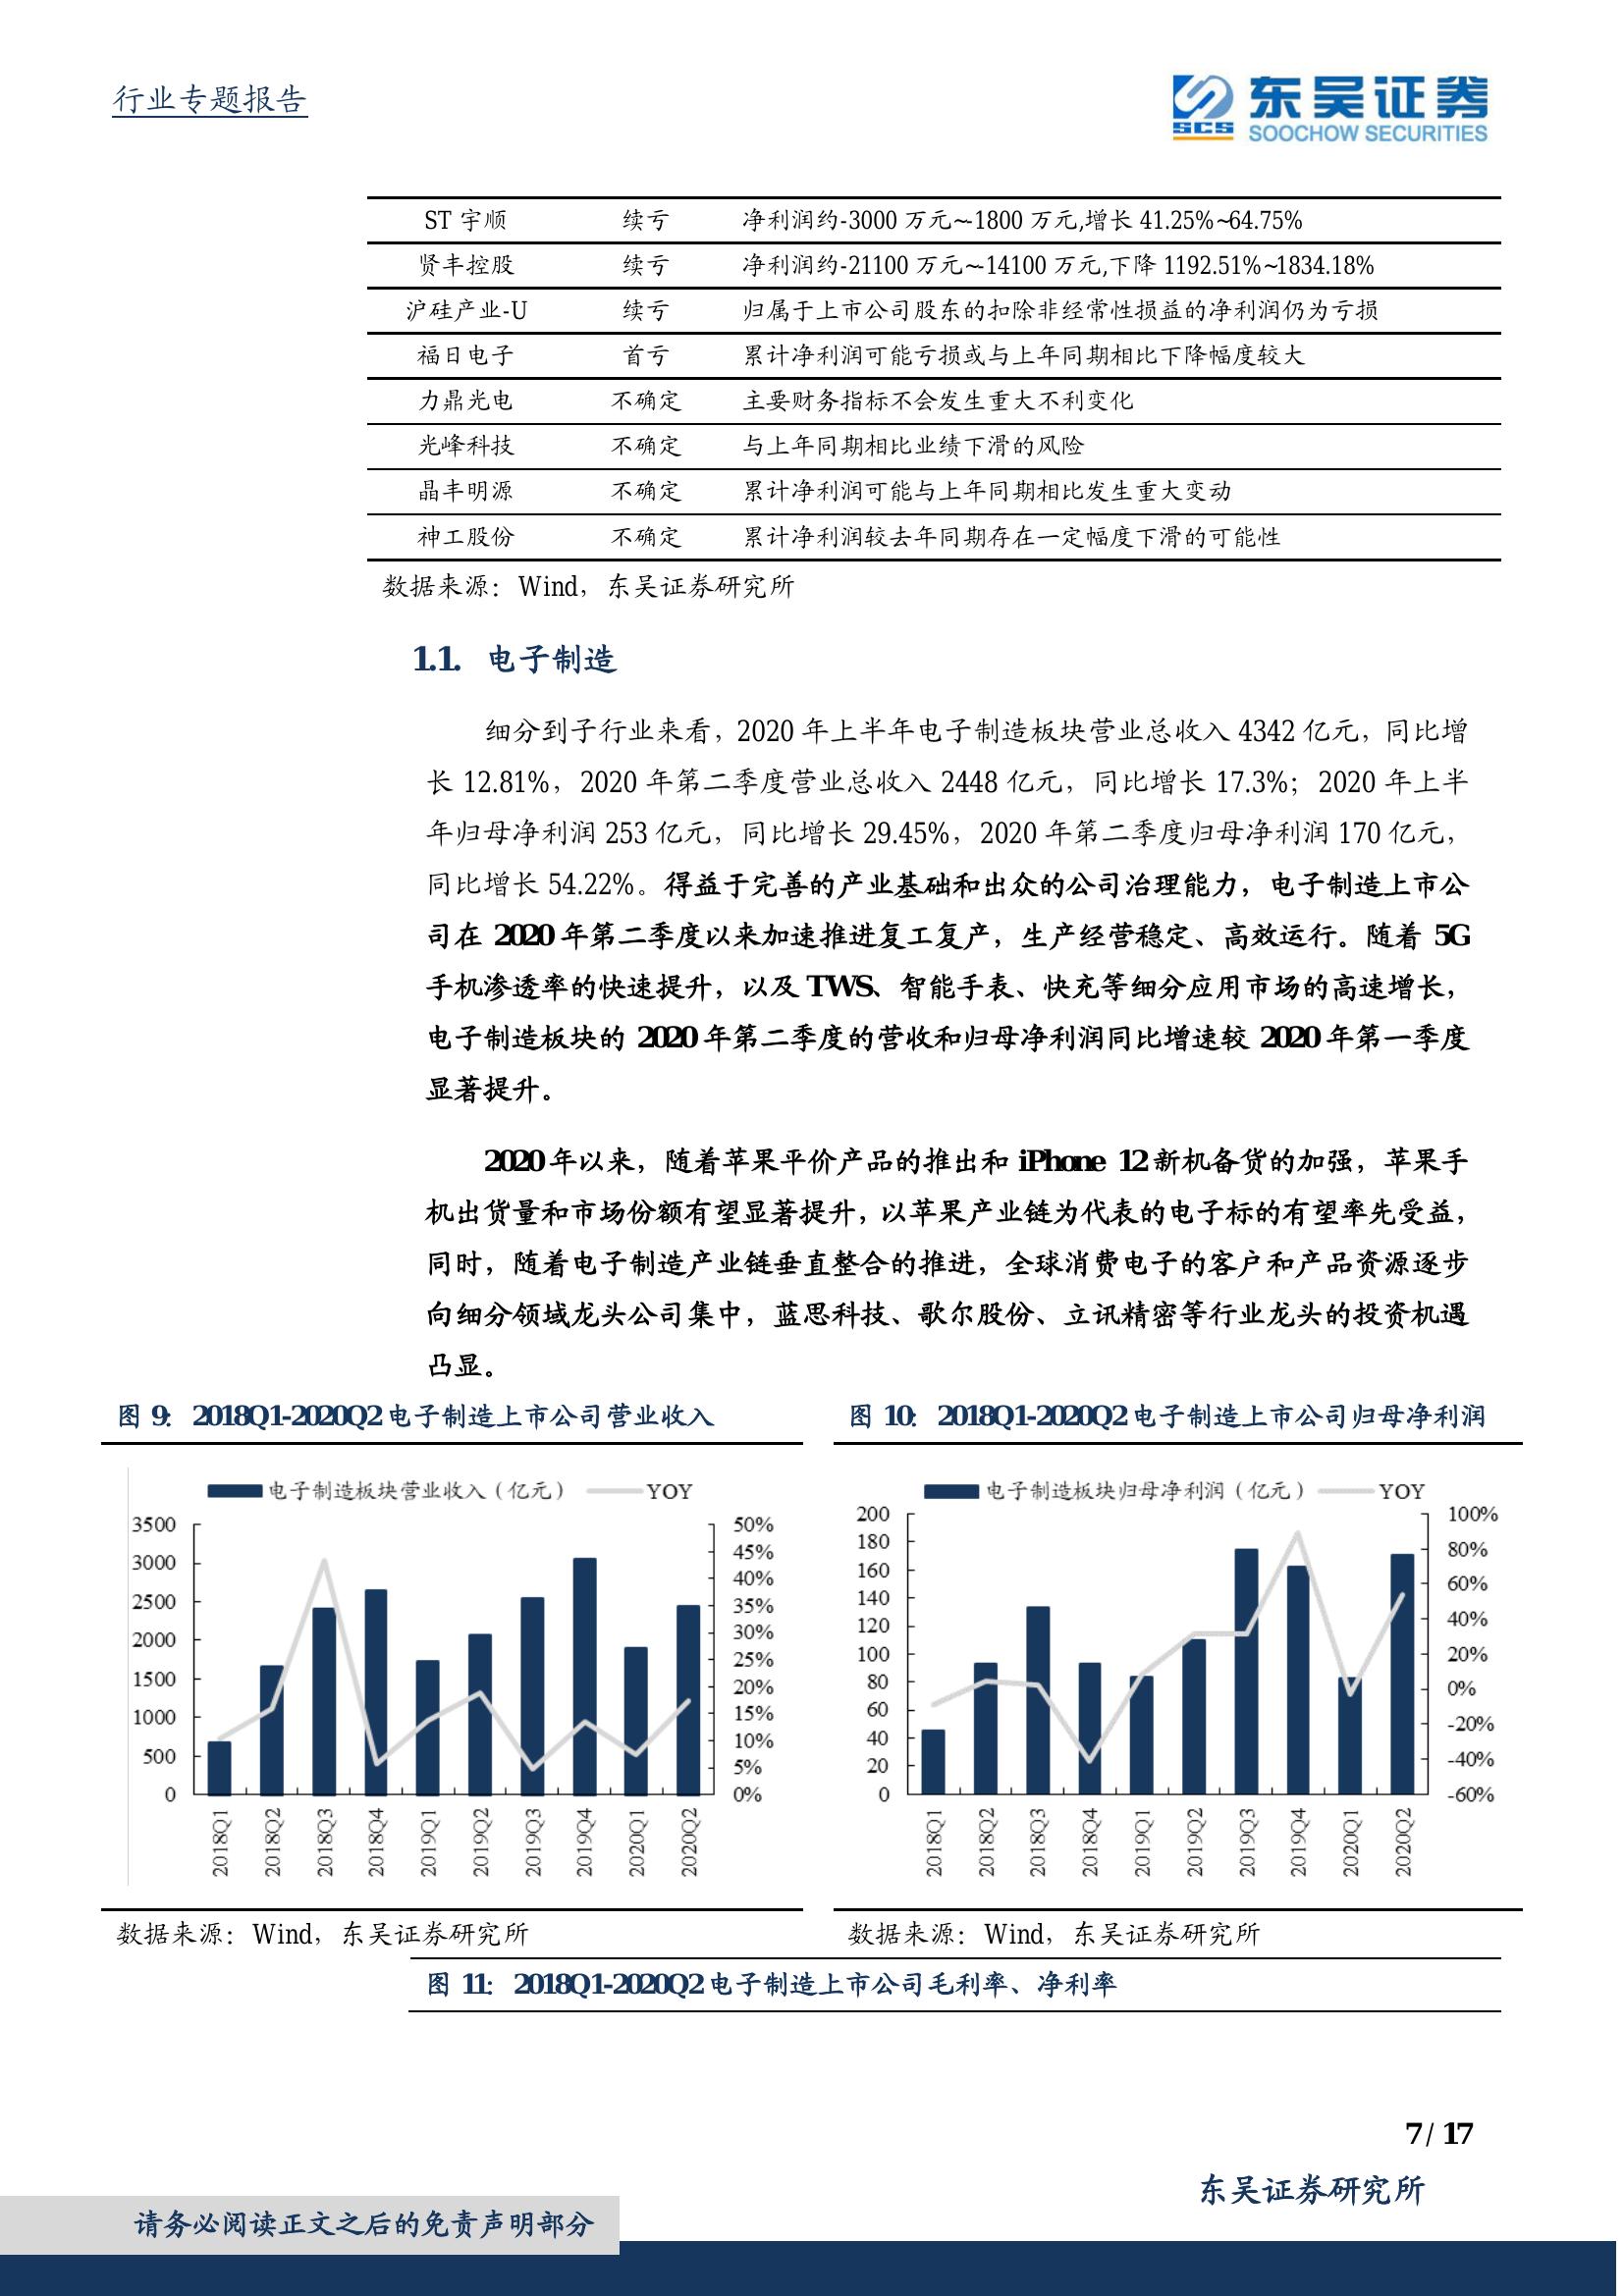 行业专题报告
东吴证券
SCS SOOCHOW SECURITIES
ST 宇顺 续亏 净利润约-3000 万元~-1800 万元,增长 41.25%~64.75%
贤丰控股 续亏 净利润约-21100 万元~-14100 万元,下降 1192.51%~1834.18%
沪硅产业-U 续亏 归属于上市公司股东的扣除非经常性损益的净利润仍为亏损
福日电子 首亏 累计净利润可能亏损或与上年同期相比下降幅度较大
力鼎光电 不确定 主要财务指标不会发生重大不利变化
光峰科技 不确定 与上年同期相比业绩下滑的风险
晶丰明源 不确定 累计净利润可能与上年同期相比发生重大变动
神工股份 不确定 累计净利润较去年同期存在一定幅度下滑的可能性
数据来源：Wind，东吴证券研究所
1.1. 电子制造
细分到子行业来看，2020 年上半年电子制造板块营业总收入 4342 亿元，同比增
长 12.81%，2020 年第二季度营业总收入 2448 亿元，同比增长 17.3%；2020 年上半
年归母净利润 253 亿元，同比增长 29.45%，2020 年第二季度归母净利润 170 亿元，
同比增长 54.22%。得益于完善的产业基础和出众的公司治理能力，电子制造上市公
司在 2020 年第二季度以来加速推进复工复产，生产经营稳定、高效运行。随着 5G
手机渗透率的快速提升，以及 TWS、智能手表、快充等细分应用市场的高速增长，
电子制造板块的 2020 年第二季度的营收和归母净利润同比增速较 2020 年第一季度
显著提升。
2020 年以来，随着苹果平价产品的推出和 iPhone 12 新机备货的加强，苹果手
机出货量和市场份额有望显著提升，以苹果产业链为代表的电子标的有望率先受益，
同时，随着电子制造产业链垂直整合的推进，全球消费电子的客户和产品资源逐步
向细分领域龙头公司集中，蓝思科技、歌尔股份、立讯精密等行业龙头的投资机遇
凸显。
图 9：2018Q1-2020Q2 电子制造上市公司营业收入
电子制造板块营业收入（亿元） YOY
3500
3000
2500
2000
1500
1000
500
0
50%
45%
40%
35%
30%
25%
20%
15%
10%
5%
0%
2018Q1
2018Q2
2018Q3
2018Q4
2019Q1
2019Q2
2019Q3
2019Q4
2020Q1
2020Q2
数据来源：Wind，东吴证券研究所
图 10：2018Q1-2020Q2 电子制造上市公司归母净利润
电子制造板块归母净利润（亿元） YOY
200
180
160
140
120
100
80
60
40
20
0
100%
80%
60%
40%
20%
0%
-20%
-40%
-60%
2018Q1
2018Q2
2018Q3
2018Q4
2019Q1
2019Q2
2019Q3
2019Q4
2020Q1
2020Q2
数据来源：Wind，东吴证券研究所
图 11：2018Q1-2020Q2 电子制造上市公司毛利率、净利率
7 / 17
东吴证券研究所
请务必阅读正文之后的免责声明部分